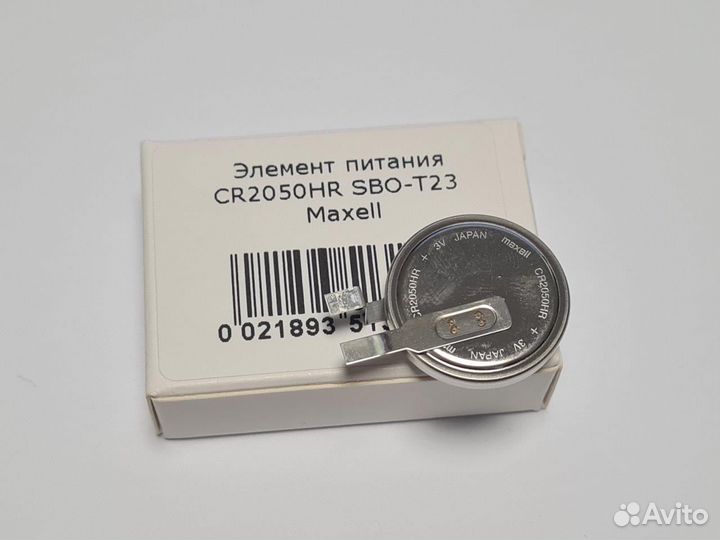 Элемент питания
CR2050HR SBO-T23
Maxell
0 021893
CR2050HR + 3V JAPAN maxell CR2050HR + 3V JAPAN
Avito